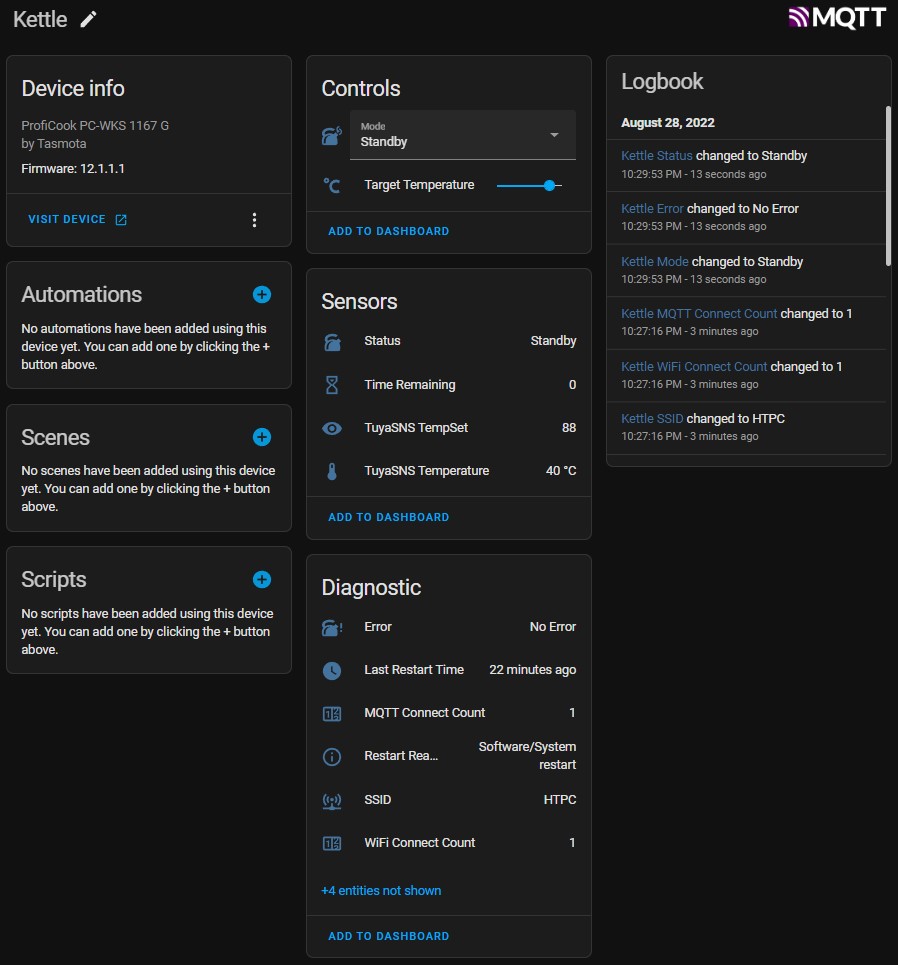 Kettle
MQTT
Device info
ProfiCook PC-WKS 1167 G
by Tasmota
Firmware: 12.1.1.1
VISIT DEVICE
Automations
No automations have been added using this
device yet. You can add one by clicking the +
button above.
Scenes
No scenes have been added using this device
yet. You can add one by clicking the + button
above.
Scripts
No scripts have been added using this device
yet. You can add one by clicking the + button
above.
Controls
Mode
Standby
°C
Target Temperature
ADD TO DASHBOARD
Sensors
Status Standby
Time Remaining 0
TuyaSNS TempSet 88
TuyaSNS Temperature 40 °C
ADD TO DASHBOARD
Diagnostic
Error No Error
Last Restart Time 22 minutes ago
MQTT Connect Count 1
Restart Rea... Software/System
restart
SSID HTPC
WiFi Connect Count 1
+4 entities not shown
ADD TO DASHBOARD
Logbook
August 28, 2022
Kettle Status changed to Standby
10:29:53 PM - 13 seconds ago
Kettle Error changed to No Error
10:29:53 PM - 13 seconds ago
Kettle Mode changed to Standby
10:29:53 PM - 13 seconds ago
Kettle MQTT Connect Count changed to 1
10:27:16 PM - 3 minutes ago
Kettle WiFi Connect Count changed to 1
10:27:16 PM - 3 minutes ago
Kettle SSID changed to HTPC
10:27:16 PM - 3 minutes ago